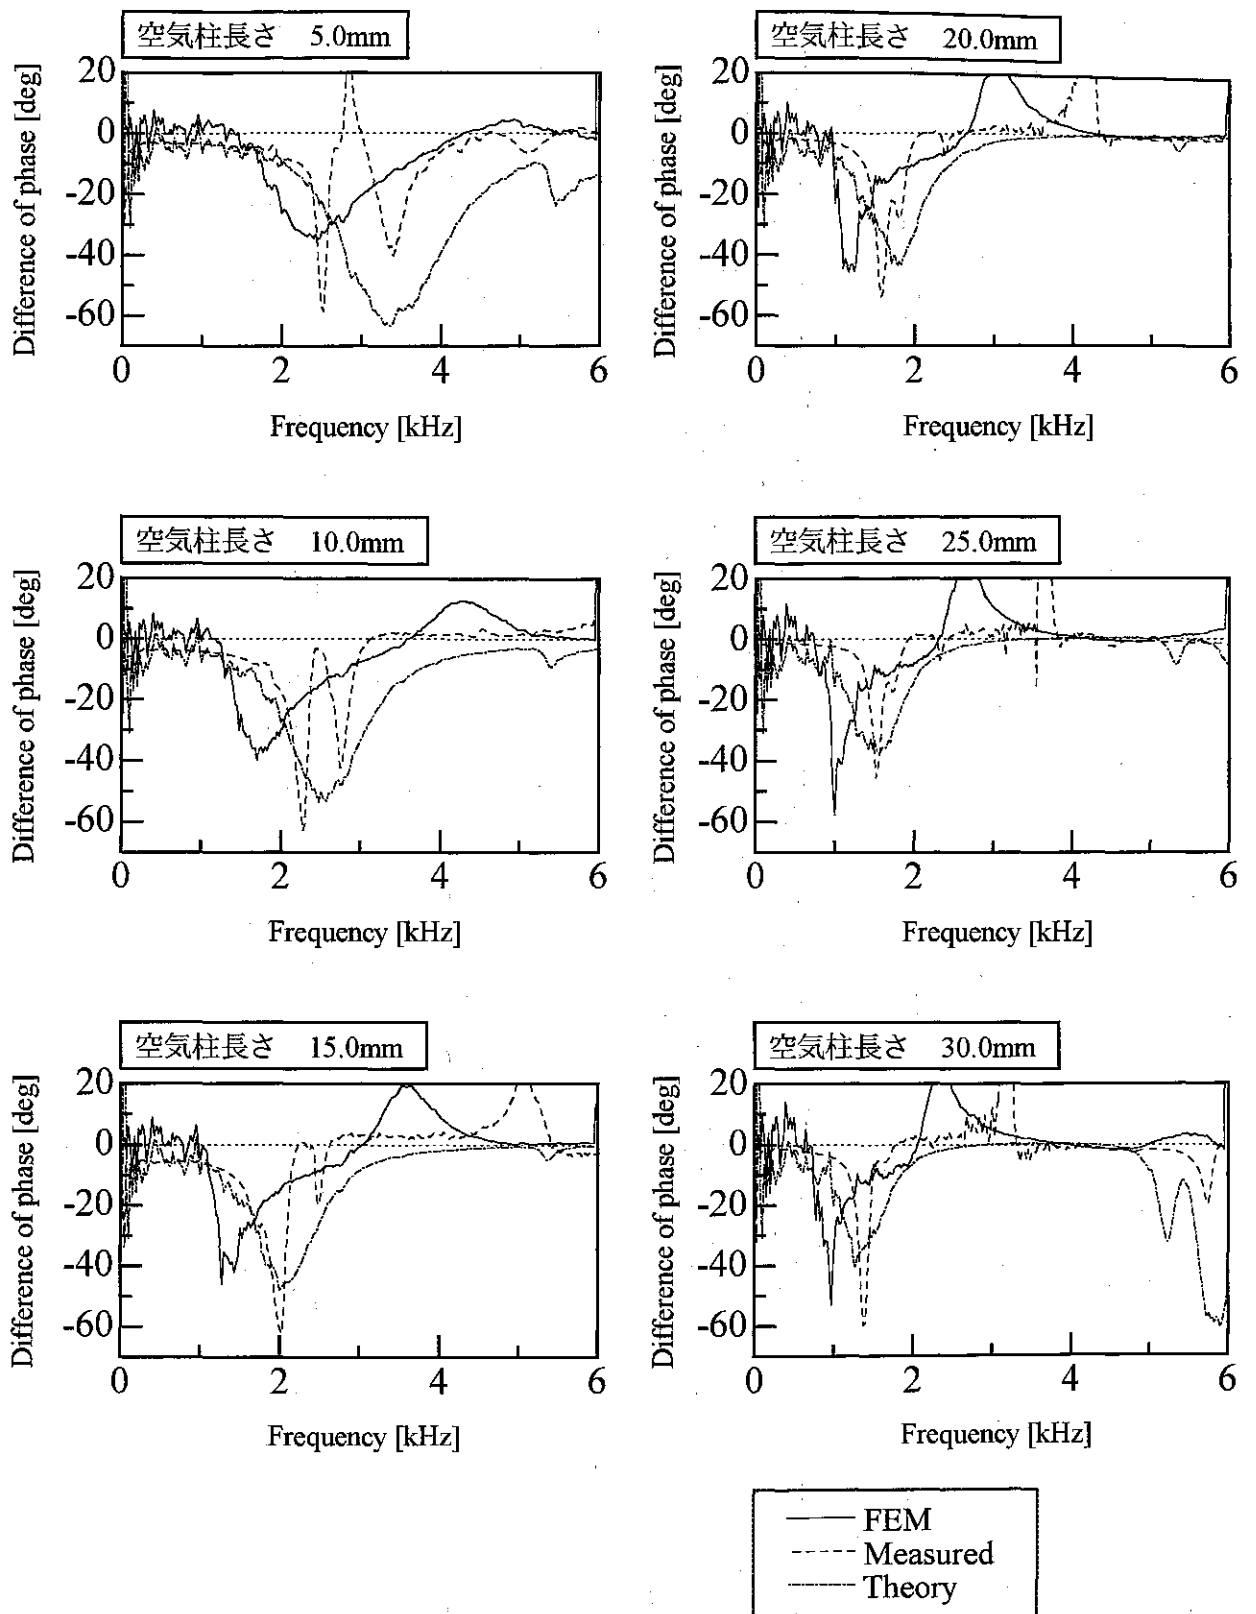 空気柱長さ 5.0mm
Difference of phase [deg]
20
0
-20
-40
-60
0 2 4 6
Frequency [kHz]
空気柱長さ 20.0mm
Difference of phase [deg]
20
0
-20
-40
-60
0 2 4 6
Frequency [kHz]
空気柱長さ 10.0mm
Difference of phase [deg]
20
0
-20
-40
-60
0 2 4 6
Frequency [kHz]
空気柱長さ 25.0mm
Difference of phase [deg]
20
0
-20
-40
-60
0 2 4 6
Frequency [kHz]
空気柱長さ 15.0mm
Difference of phase [deg]
20
0
-20
-40
-60
0 2 4 6
Frequency [kHz]
空気柱長さ 30.0mm
Difference of phase [deg]
20
0
-20
-40
-60
0 2 4 6
Frequency [kHz]
FEM
Measured
Theory